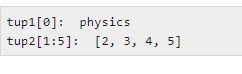 tup1[0]:  physics
tup2[1:5]:  [2, 3, 4, 5]